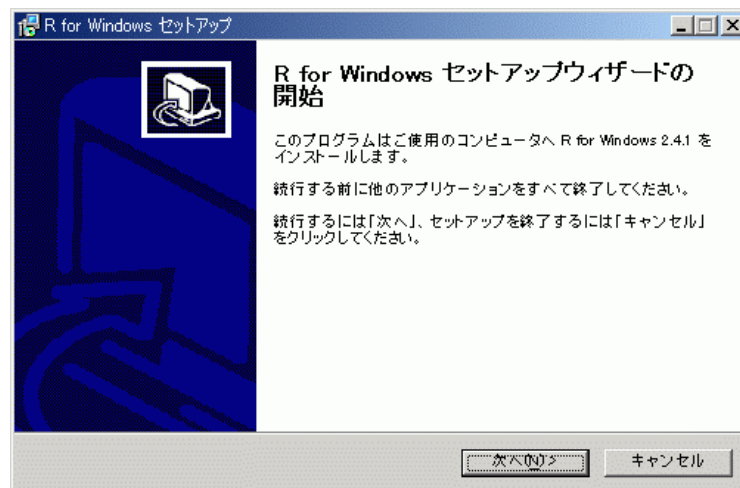 R for Windows セットアップ
R for Windows セットアップウィザードの
開始
このプログラムはご使用のコンピュータへ R for Windows 2.4.1 を
インストールします。
続行する前に他のアプリケーションをすべて終了してください。
続行するには「次へ」、セットアップを終了するには「キャンセル」
をクリックしてください。
次へ(N)>
キャンセル